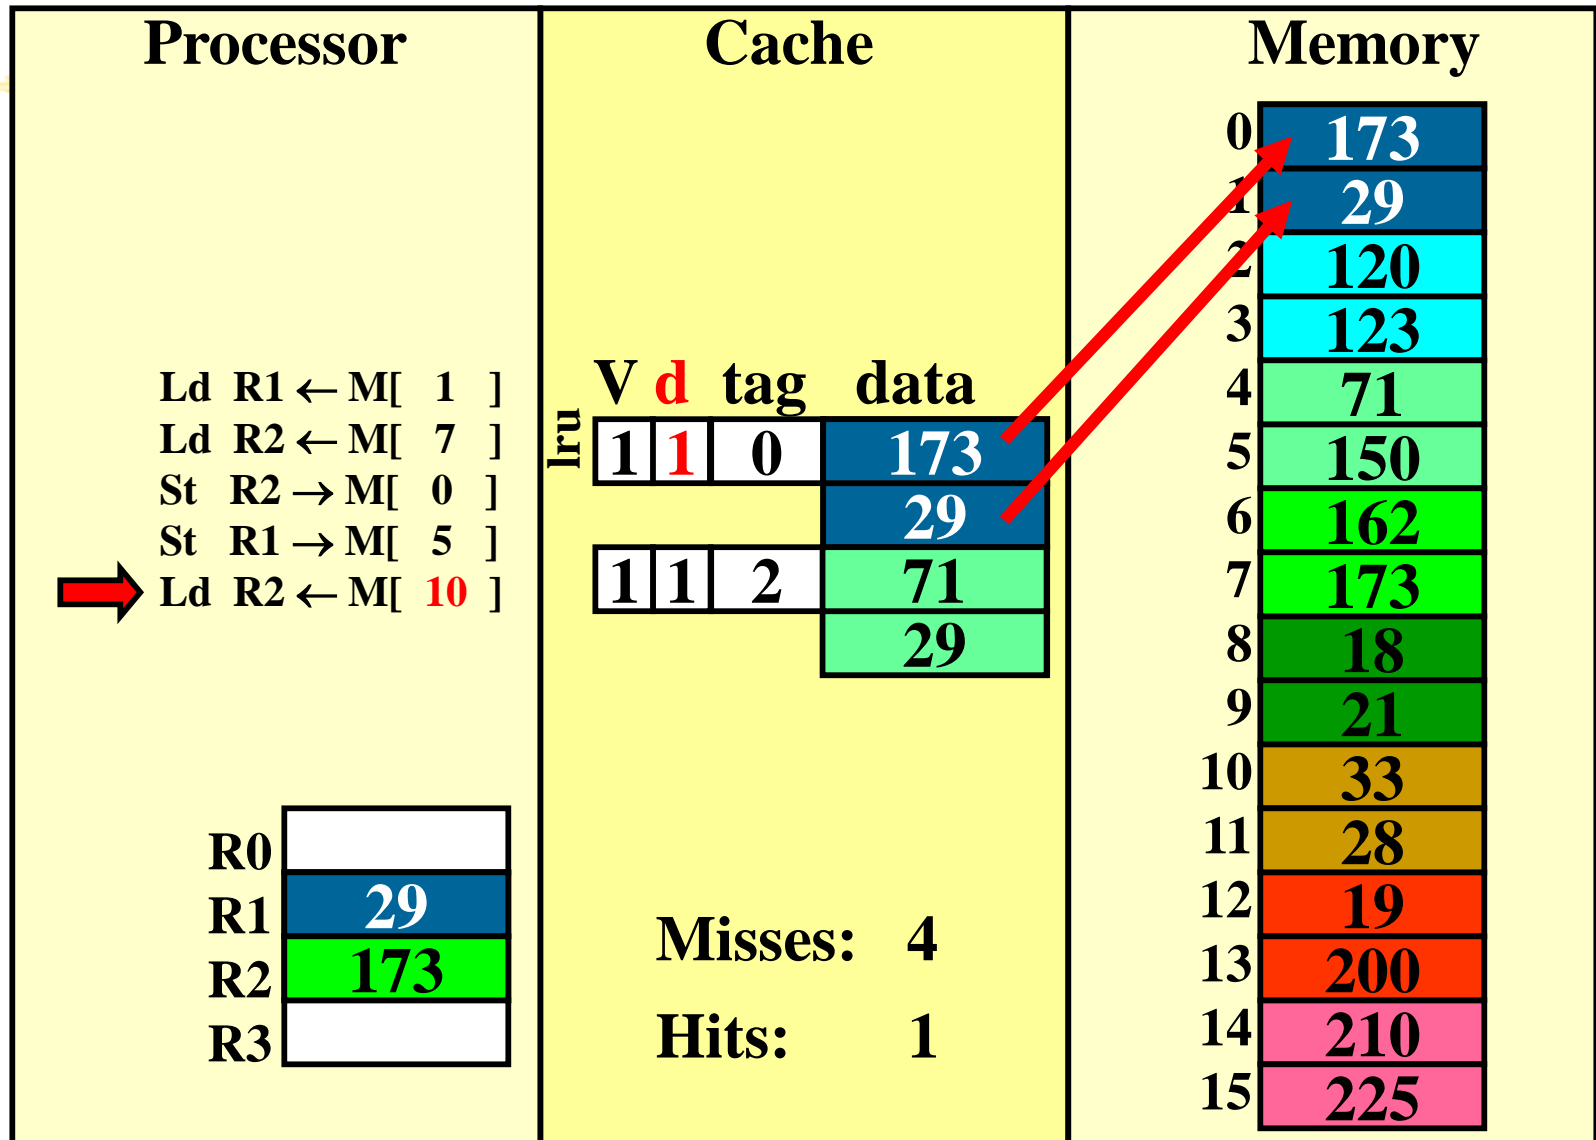 Processor
Ld R1 ← M[ 1 ]
Ld R2 ← M[ 7 ]
St R2 → M[ 0 ]
St R1 → M[ 5 ]
Ld R2 ← M[ 10 ]
R0
R1 29
R2 173
R3
Cache
V d tag data
lru
1 1 0 173
29
1 1 2 71
29
Misses: 4
Hits: 1
Memory
0 173
1 29
2 120
3 123
4 71
5 150
6 162
7 173
8 18
9 21
10 33
11 28
12 19
13 200
14 210
15 225